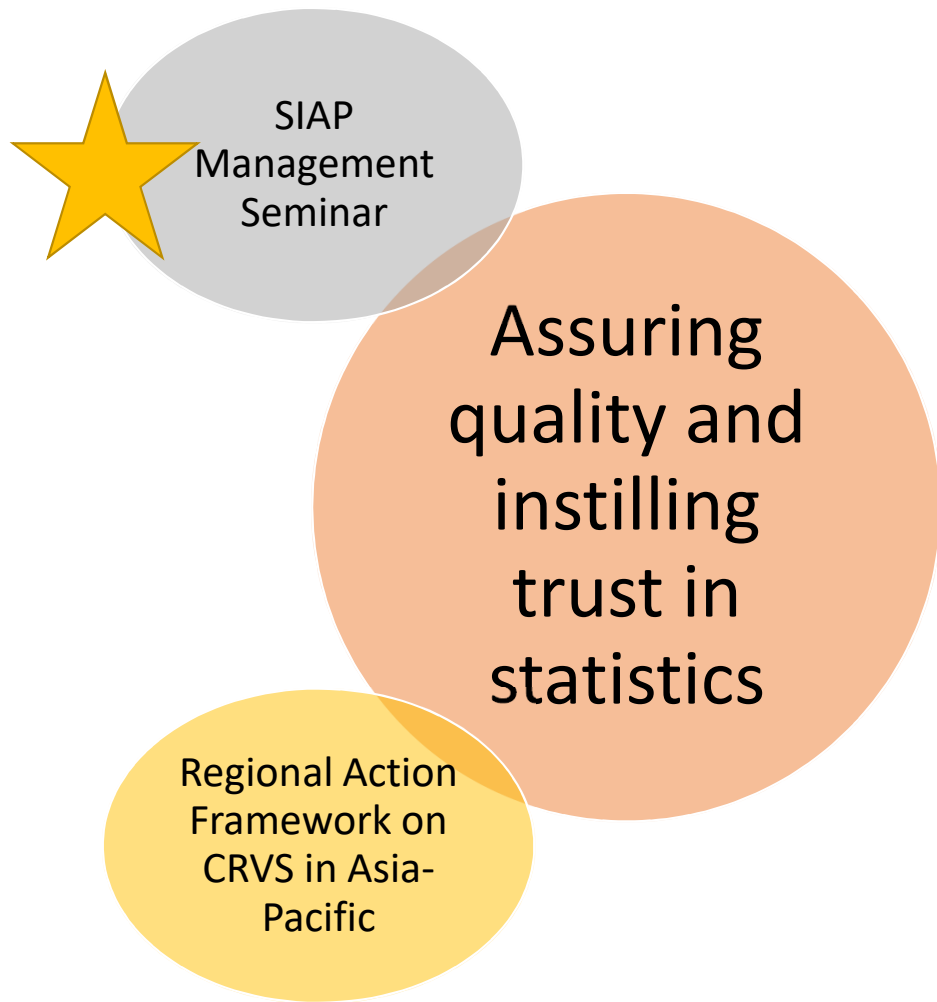 SIAP
Management
Seminar
Assuring
quality and
instilling
trust in
statistics
Regional Action
Framework on
CRVS in Asia-
Pacific